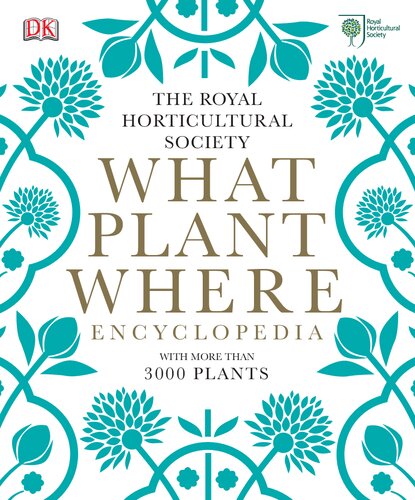 DK
Royal
Horticultural
Society
THE ROYAL
HORTICULTURAL
SOCIETY
WHAT
PLANT
WHERE
ENCYCLOPEDIA
WITH MORE THAN
3000 PLANTS